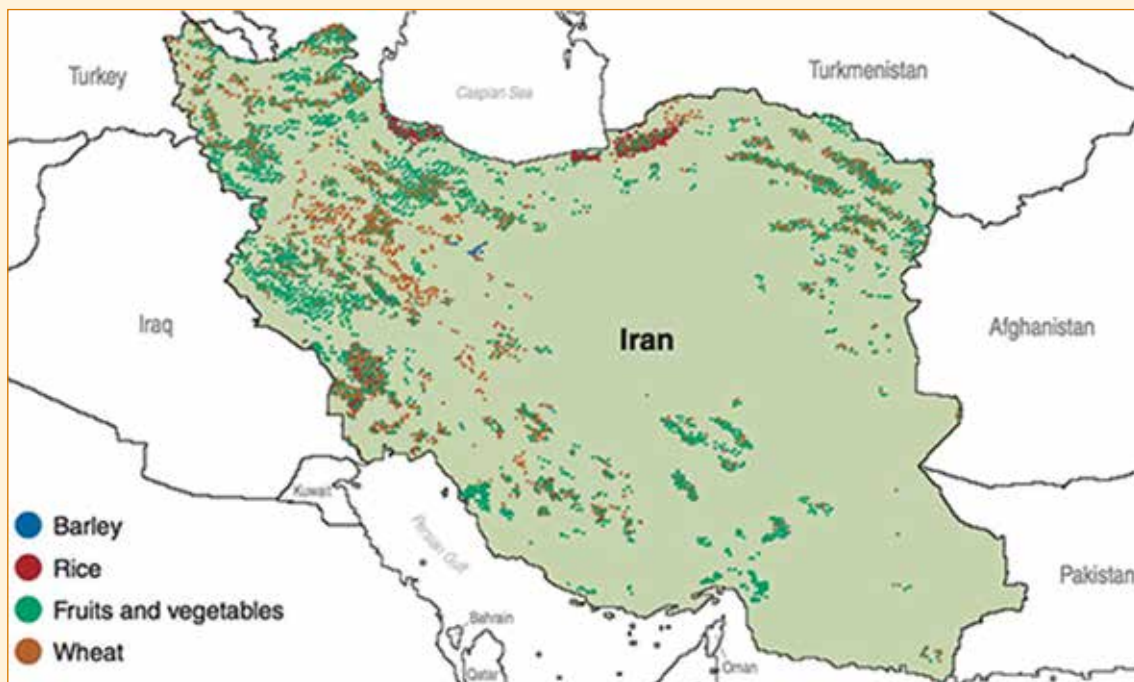 Turkey
Caspian Sea
Turkmenistan
Iraq
Iran
Afghanistan
Kuwait
Persian Gulf
Pakistan
Bahrain
Qatar
Oman
Barley
Rice
Fruits and vegetables
Wheat